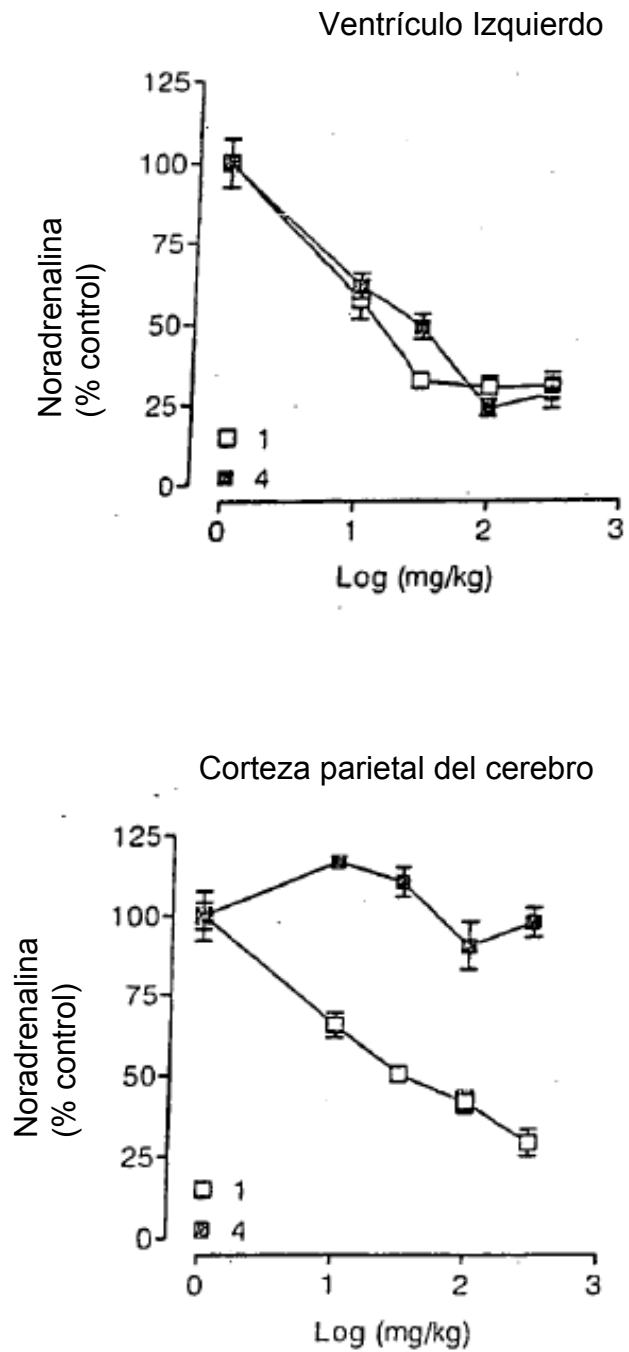 Ventrículo Izquierdo
125
100
75
50
25
0
Noradrenalina
(% control)
1
4
0 1 2 3
Log (mg/kg)
Corteza parietal del cerebro
125
100
75
50
25
0
Noradrenalina
(% control)
1
4
0 1 2 3
Log (mg/kg)